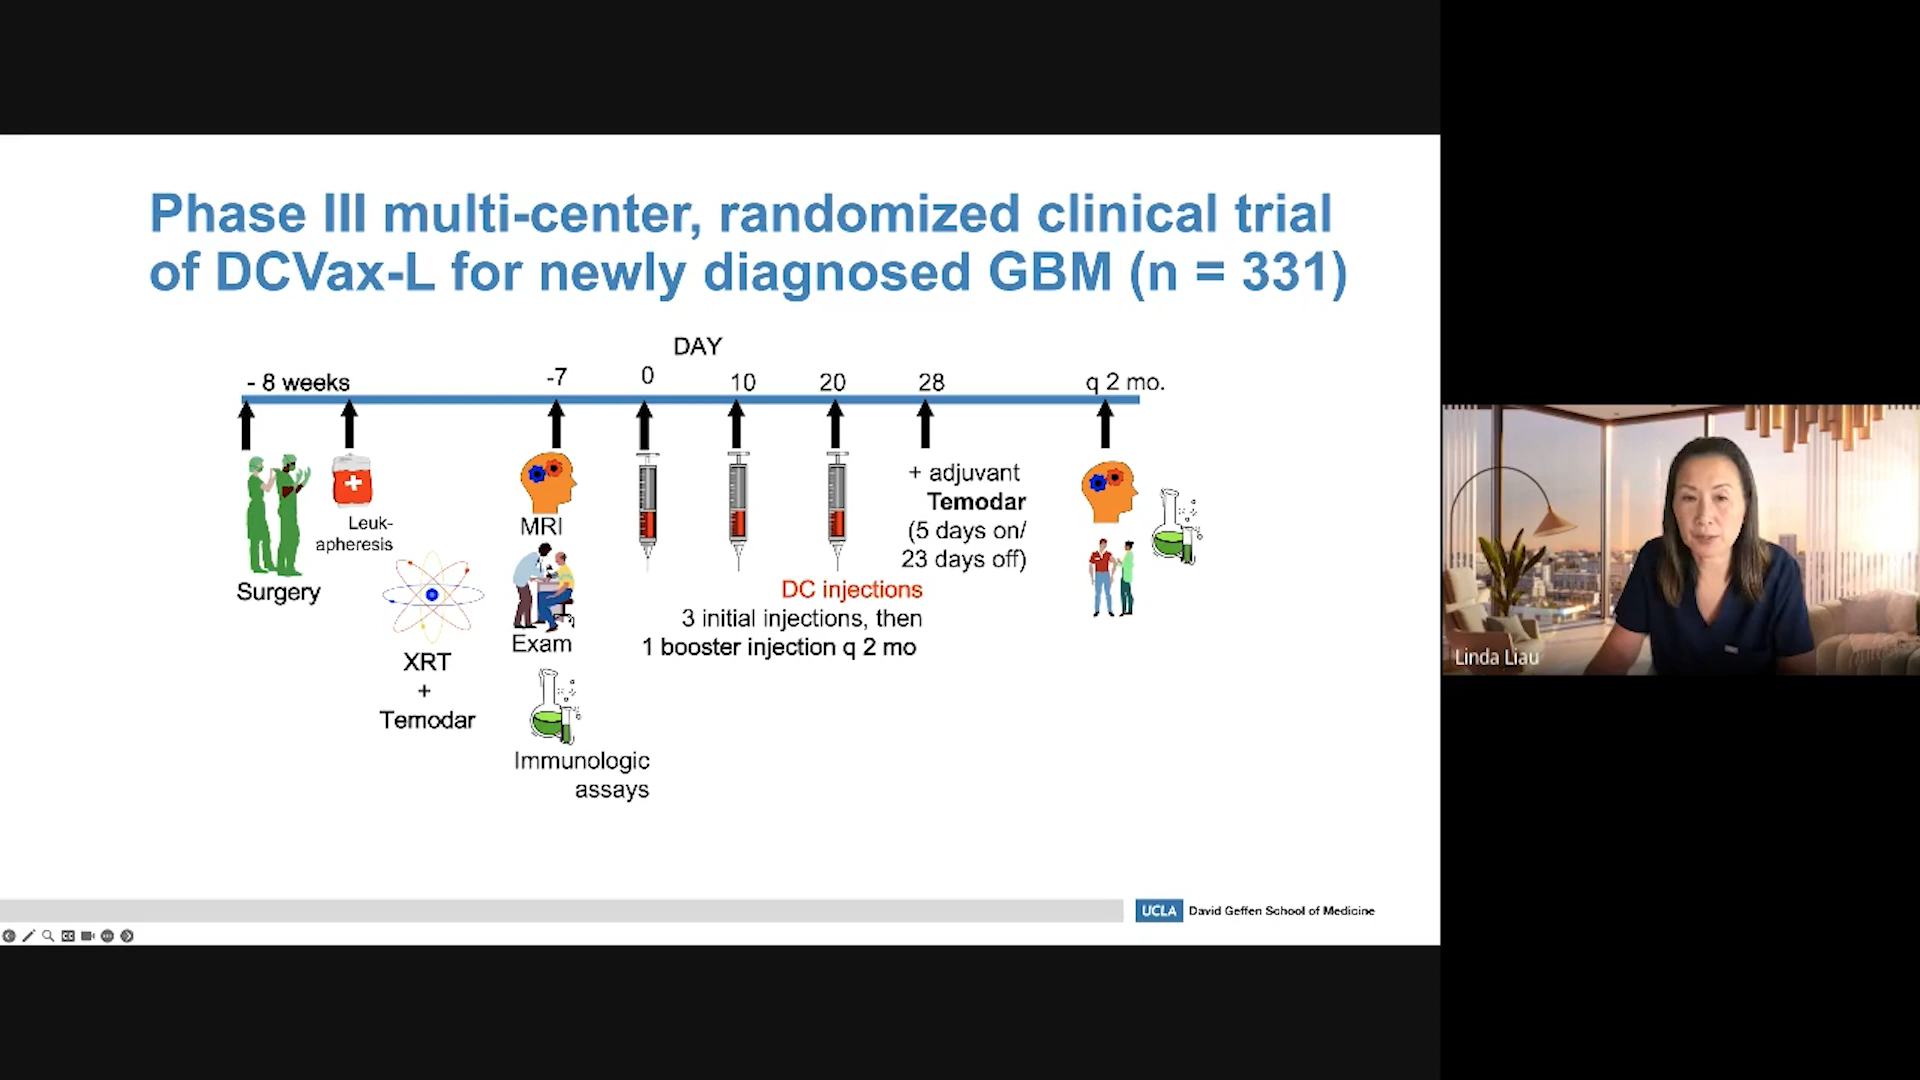 Phase III multi-center, randomized clinical trial
of DCVax-L for newly diagnosed GBM (n = 331)
DAY
- 8 weeks
-7
0
10
20
28
q 2 mo.
Surgery
Leuk-
apheresis
XRT
+
Temodar
MRI
Exam
Immunologic
assays
DC injections
3 initial injections, then
1 booster injection q 2 mo
+ adjuvant
Temodar
(5 days on/
23 days off)
UCLA David Geffen School of Medicine
Linda Liau